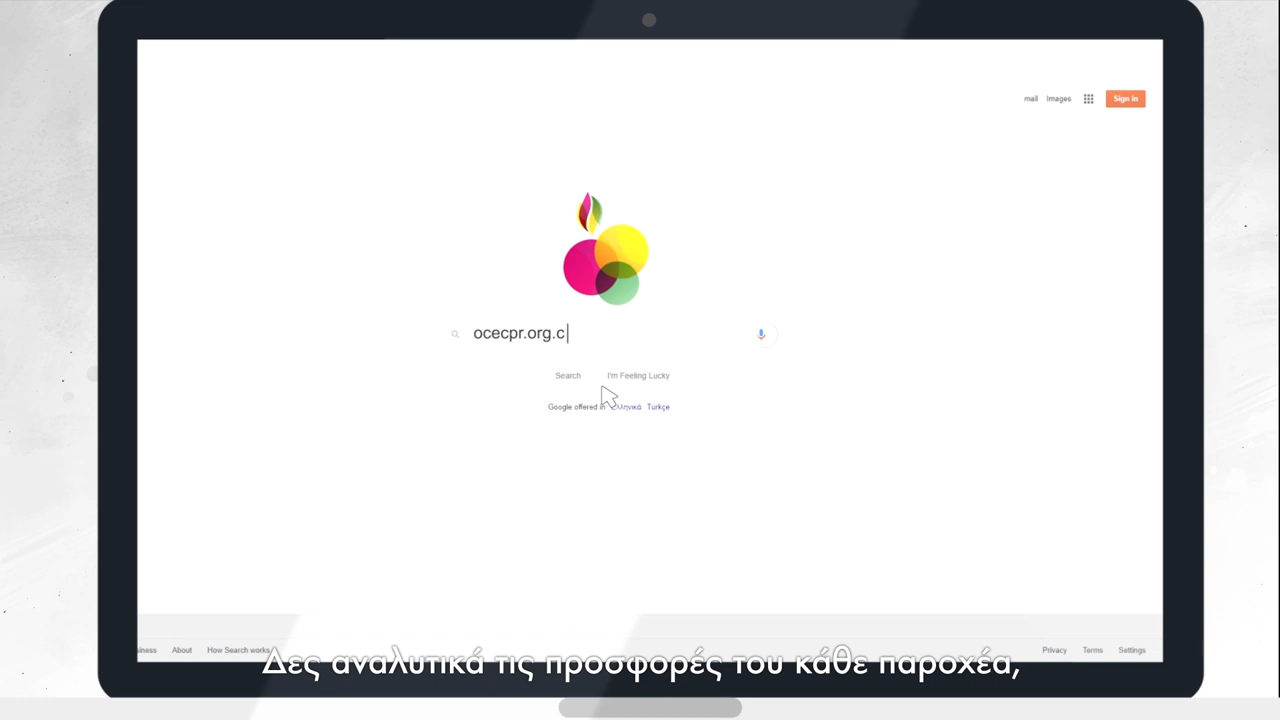 mail Images Sign in
ocecpr.org.c
Search I'm Feeling Lucky
Google offered in Ελληνικά Türkçe
About How Search works Privacy Terms Settings
Δες αναλυτικά τις προσφορές του κάθε παροχέα,